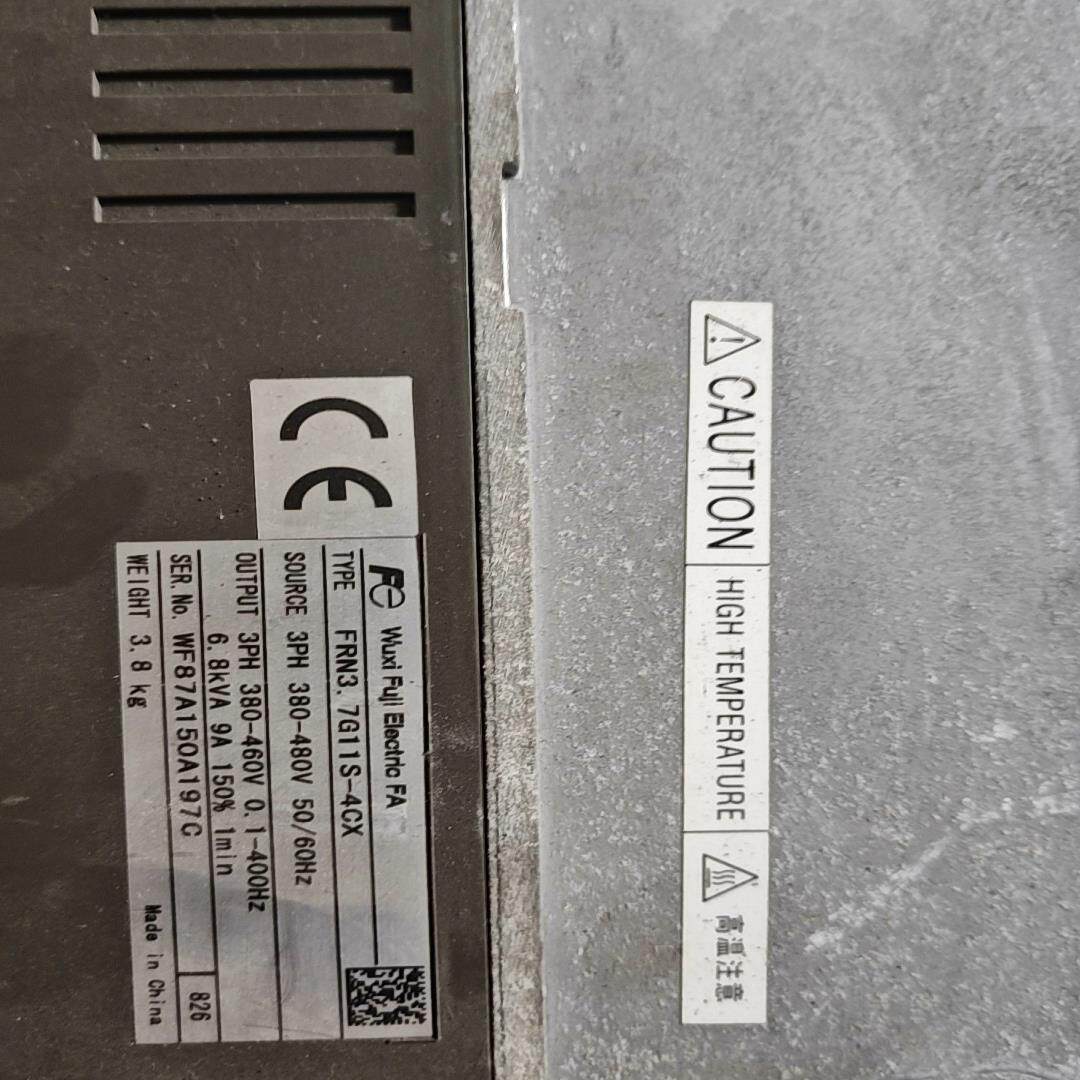 CE
FE Wuxi Fuji Electric FA
TYPE FRN3.7G11S-4CX
SOURCE 3PH 380-480V 50/60Hz
OUTPUT 3PH 380-460V 0.1-400Hz
6.8kVA 9A 150% 1min
SER.No. WF87A150A197C 826
WEIGHT 3.8 kg Made in China
CAUTION
HIGH TEMPERATURE
高温注意